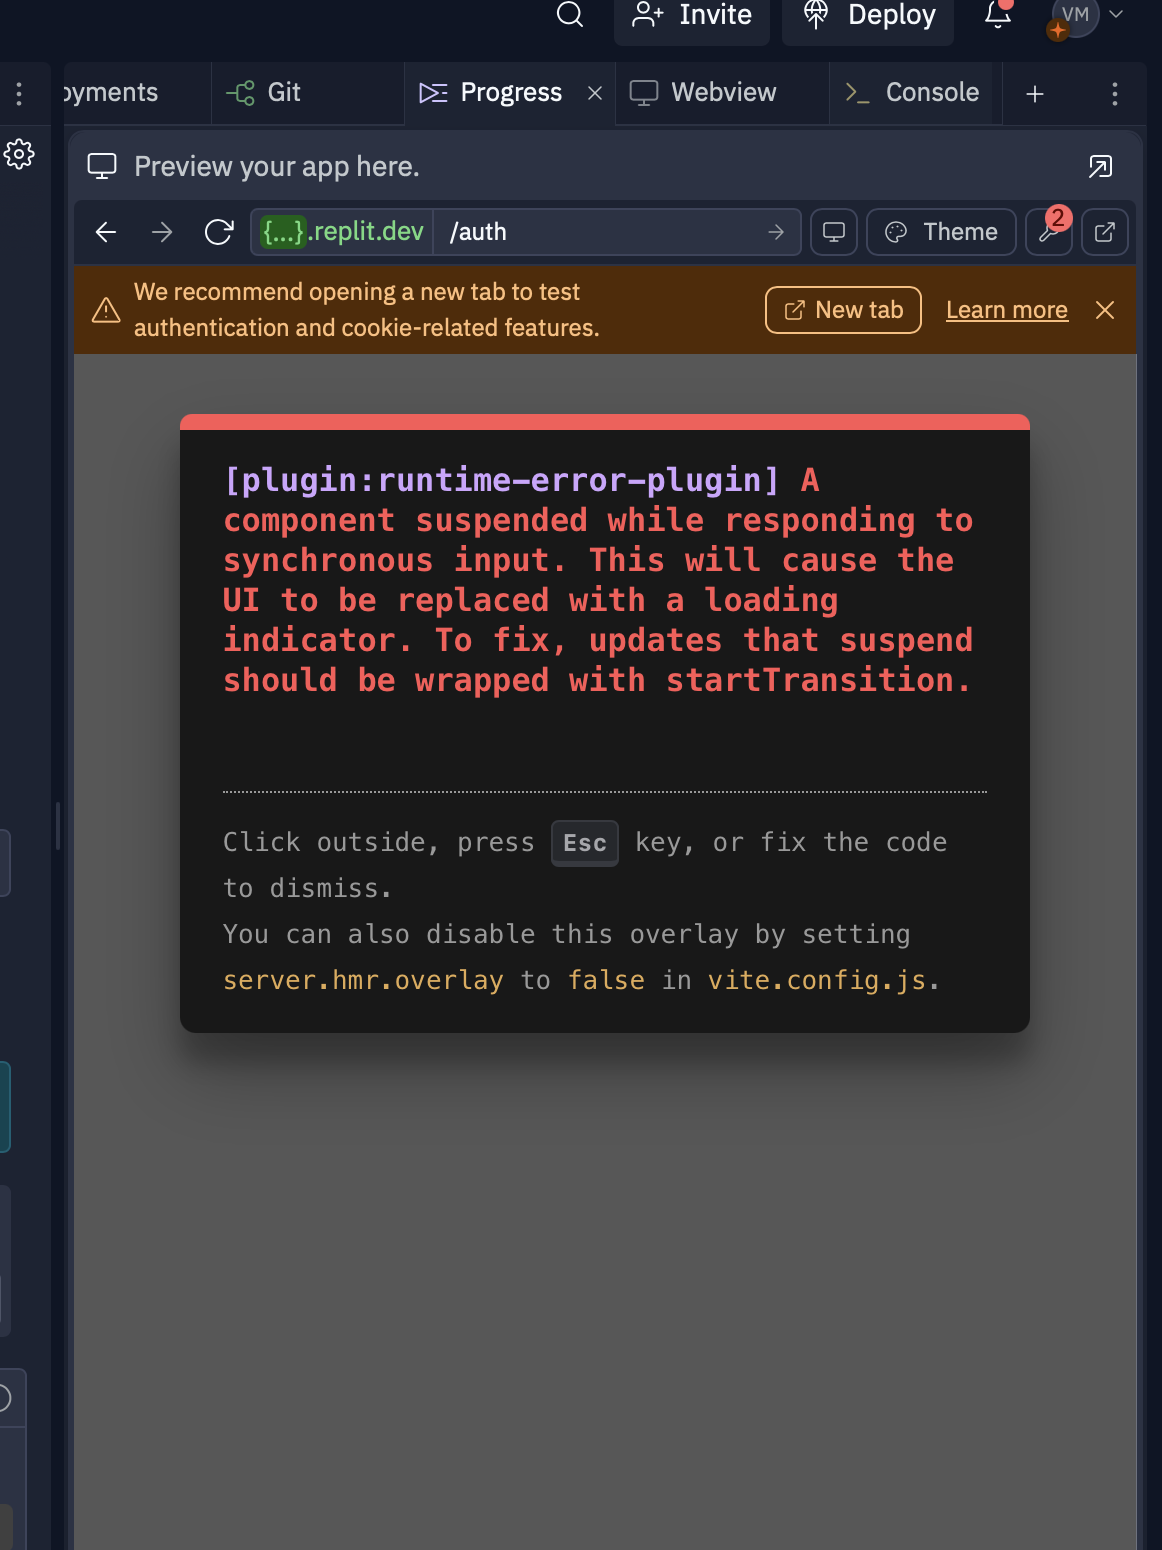 Invite
Deploy
VM
oyments
Git
Progress
Webview
Console
Preview your app here.
{...}.replit.dev
/auth
Theme
2
We recommend opening a new tab to test
authentication and cookie-related features.
New tab
Learn more
[plugin:runtime-error-plugin] A
component suspended while responding to
synchronous input. This will cause the
UI to be replaced with a loading
indicator. To fix, updates that suspend
should be wrapped with startTransition.
Click outside, press Esc key, or fix the code
to dismiss.
You can also disable this overlay by setting
server.hmr.overlay to false in vite.config.js.